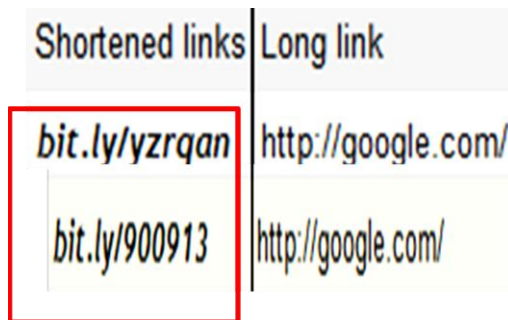 Shortened links Long link
bit.ly/yzrqan http://google.com/
bit.ly/900913 http://google.com/